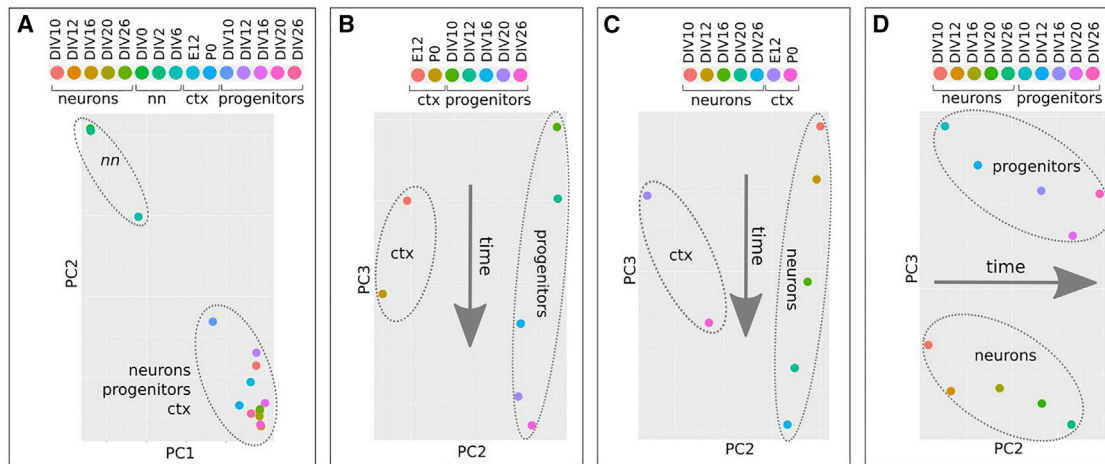 A
DIV10 DIV12 DIV16 DIV20 DIV26 DIV0 DIV2 DIV6 E12 P0 DIV10 DIV12 DIV16 DIV20 DIV26
neurons nn ctx progenitors
nn
neurons
progenitors
ctx
PC2
PC1
B
E12 P0 DIV10 DIV12 DIV16 DIV20 DIV26
ctx progenitors
ctx
time
progenitors
PC3
PC2
C
DIV10 DIV12 DIV16 DIV20 DIV26 E12 P0
neurons ctx
ctx
time
neurons
PC3
PC2
D
DIV10 DIV12 DIV16 DIV20 DIV26 DIV10 DIV12 DIV16 DIV20 DIV26
neurons progenitors
progenitors
time
neurons
PC3
PC2